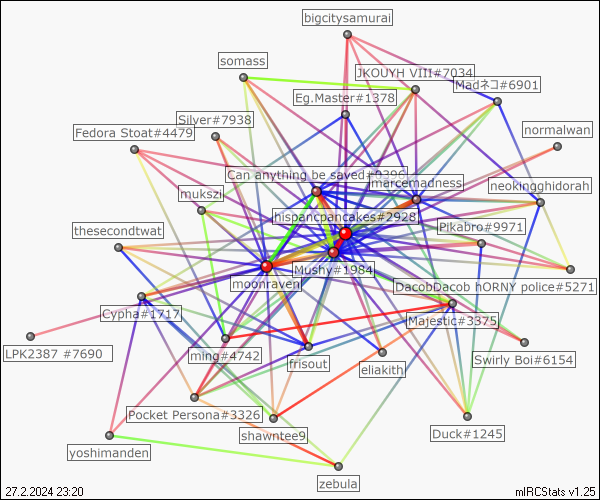 bigcitysamurai
somass
JKOUYH VIII#7034
Madネコ#6901
Eg.Master#1378
Silver#7938
Fedora Stoat#4479
normalwan
Can anything be saved#9396
marcemadness
neokingghidorah
mukszi
hispancpancakes#2928
thesecondtwat
Pikabro#9971
Mushy#1984
moonraven
DacobDacob hORNY police#5271
Cypha#1717
Majestic#3375
LPK2387 #7690
ming#4742
frisout
eliakith
Swirly Boi#6154
Pocket Persona#3326
shawntee9
Duck#1245
yoshimanden
zebula
27.2.2024 23:20
mIRCStats v1.25